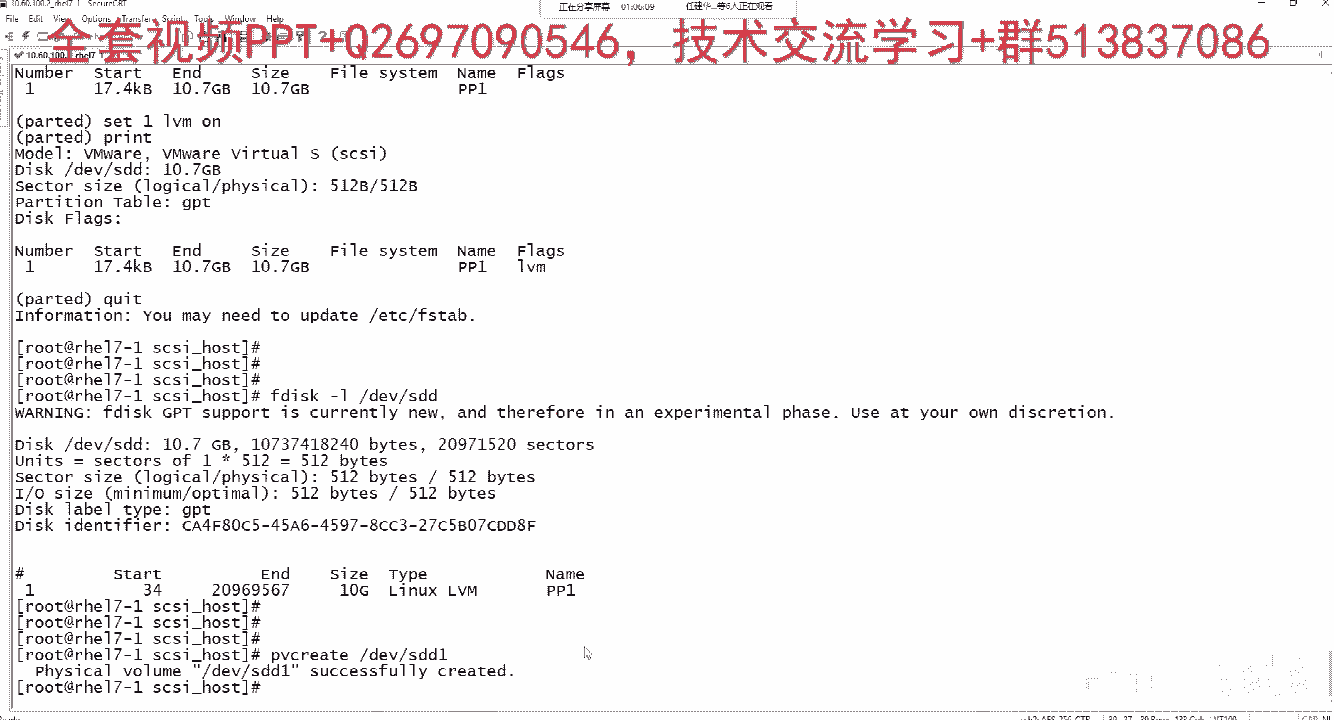 10.60.100.2_rhel7_1 - SecureCRT
正在分享屏幕 01:06:09
File Edit View Options Transfer Script Tools Window Help
全套视频PPT+Q2697090546，技术交流学习+群513837086
Number Start End Size File system Name Flags
1 17.4kB 10.7GB 10.7GB PP1
(parted) set 1 lvm on
(parted) print
Model: VMware, VMware Virtual S (scsi)
Disk /dev/sdd: 10.7GB
Sector size (logical/physical): 512B/512B
Partition Table: gpt
Disk Flags:
Number Start End Size File system Name Flags
1 17.4kB 10.7GB 10.7GB PP1 lvm
(parted) quit
Information: You may need to update /etc/fstab.
[root@rhel7-1 scsi_host]#
[root@rhel7-1 scsi_host]#
[root@rhel7-1 scsi_host]#
[root@rhel7-1 scsi_host]# fdisk -l /dev/sdd
WARNING: fdisk GPT support is currently new, and therefore in an experimental phase. Use at your own discretion.
Disk /dev/sdd: 10.7 GB, 10737418240 bytes, 20971520 sectors
Units = sectors of 1 * 512 = 512 bytes
Sector size (logical/physical): 512 bytes / 512 bytes
I/O size (minimum/optimal): 512 bytes / 512 bytes
Disk label type: gpt
Disk identifier: CA4F80C5-45A6-4597-8CC3-27C5B07CDD8F
# Start End Size Type Name
1 34 20969567 10G Linux LVM PP1
[root@rhel7-1 scsi_host]#
[root@rhel7-1 scsi_host]#
[root@rhel7-1 scsi_host]#
[root@rhel7-1 scsi_host]# pvcreate /dev/sdd1
Physical volume "/dev/sdd1" successfully created.
[root@rhel7-1 scsi_host]#